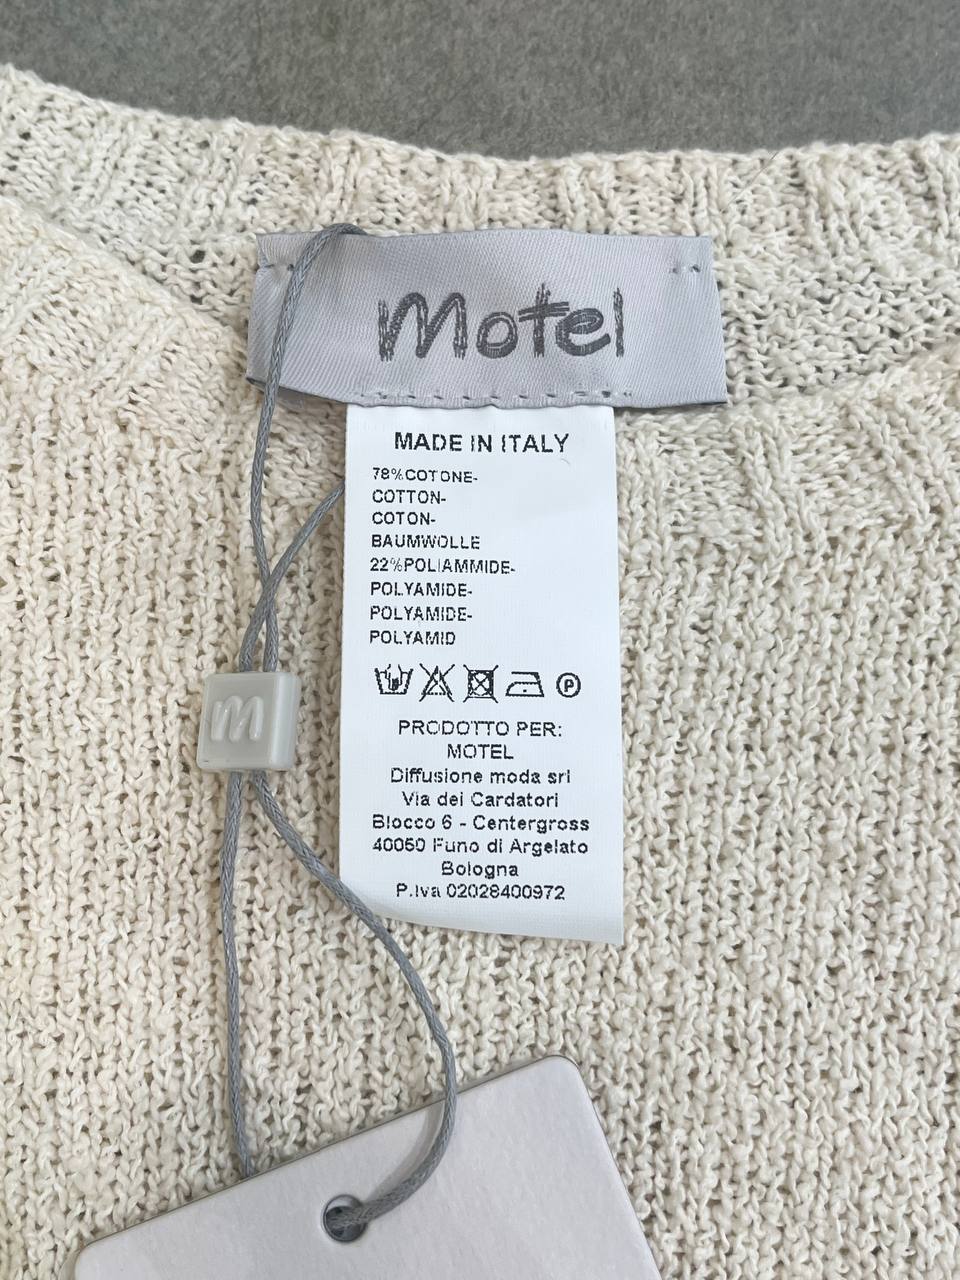 Motel
MADE IN ITALY
78%COTONE-
COTTON-
COTON-
BAUMWOLLE
22%POLIAMMIDE-
POLYAMIDE-
POLYAMIDE-
POLYAMID
P
PRODOTTO PER:
MOTEL
Diffusione moda srl
Via dei Cardatori
Blocco 6 - Centergross
40050 Funo di Argelato
Bologna
P.Iva 02028400972
M